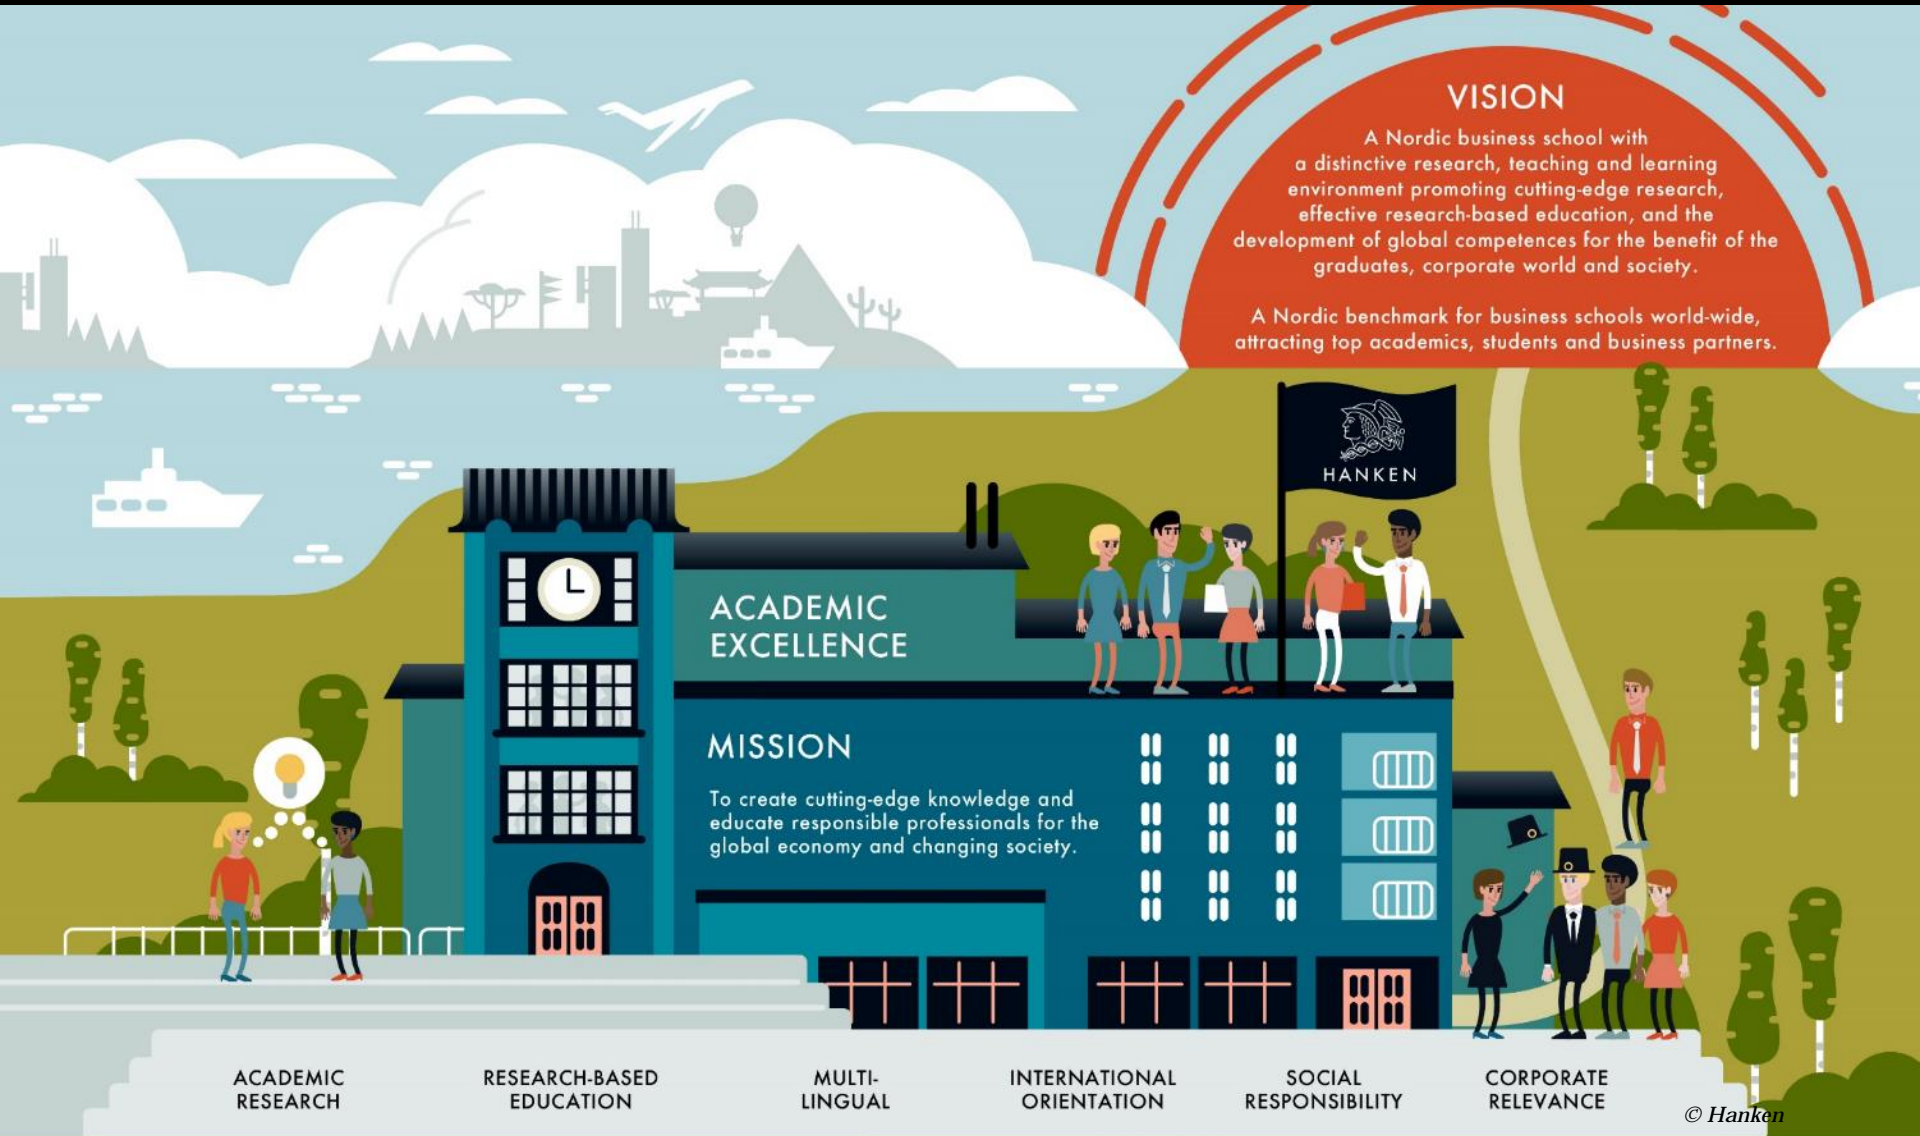 VISION
A Nordic business school with
a distinctive research, teaching and learning
environment promoting cutting-edge research,
effective research-based education, and the
development of global competences for the benefit of the
graduates, corporate world and society.
A Nordic benchmark for business schools world-wide,
attracting top academics, students and business partners.
HANKEN
ACADEMIC
EXCELLENCE
MISSION
To create cutting-edge knowledge and
educate responsible professionals for the
global economy and changing society.
ACADEMIC
RESEARCH
RESEARCH-BASED
EDUCATION
MULTI-
LINGUAL
INTERNATIONAL
ORIENTATION
SOCIAL
RESPONSIBILITY
CORPORATE
RELEVANCE
© Hanken